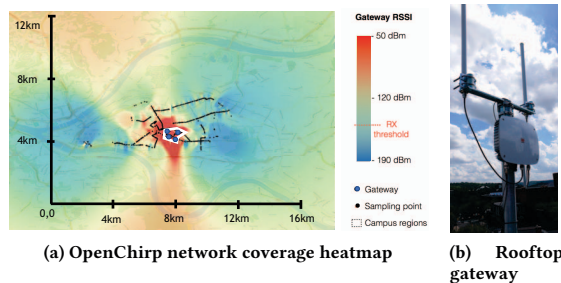 12km
8km
4km
0,0
4km
8km
12km
16km
Gateway RSSI
50 dBm
120 dBm
RX
threshold
190 dBm
Gateway
Sampling point
Campus regions
(a) OpenChirp network coverage heatmap
(b) Rooftop
gateway